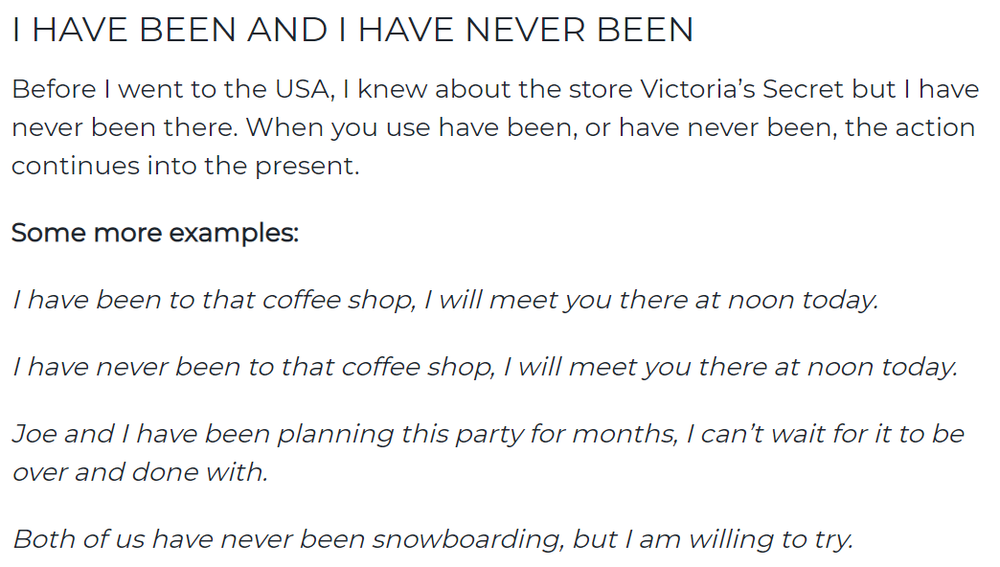 I HAVE BEEN AND I HAVE NEVER BEEN
Before I went to the USA, I knew about the store Victoria’s Secret but I have
never been there. When you use have been, or have never been, the action
continues into the present.
Some more examples:
I have been to that coffee shop, I will meet you there at noon today.
I have never been to that coffee shop, I will meet you there at noon today.
Joe and I have been planning this party for months, I can’t wait for it to be
over and done with.
Both of us have never been snowboarding, but I am willing to try.